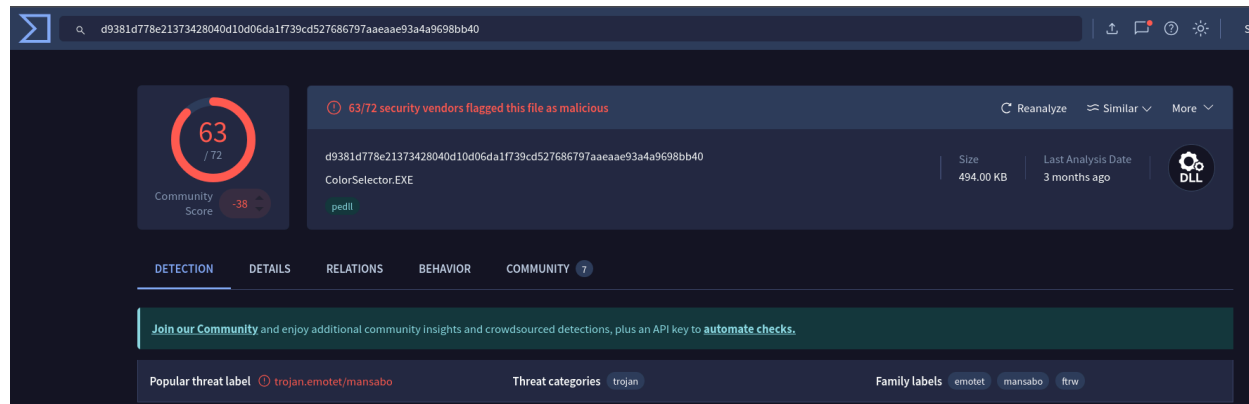 d9381d778e21373428040d10d06da1f739cd527686797aaeaae93a4a9698bb40
63
/ 72
Community
Score
-38
63/72 security vendors flagged this file as malicious
Reanalyze
Similar
More
d9381d778e21373428040d10d06da1f739cd527686797aaeaae93a4a9698bb40
ColorSelector.EXE
pedll
Size
494.00 KB
Last Analysis Date
3 months ago
DLL
DETECTION
DETAILS
RELATIONS
BEHAVIOR
COMMUNITY 7
Join our Community and enjoy additional community insights and crowdsourced detections, plus an API key to automate checks.
Popular threat label trojan.emotet/mansabo
Threat categories trojan
Family labels emotet mansabo ftrw